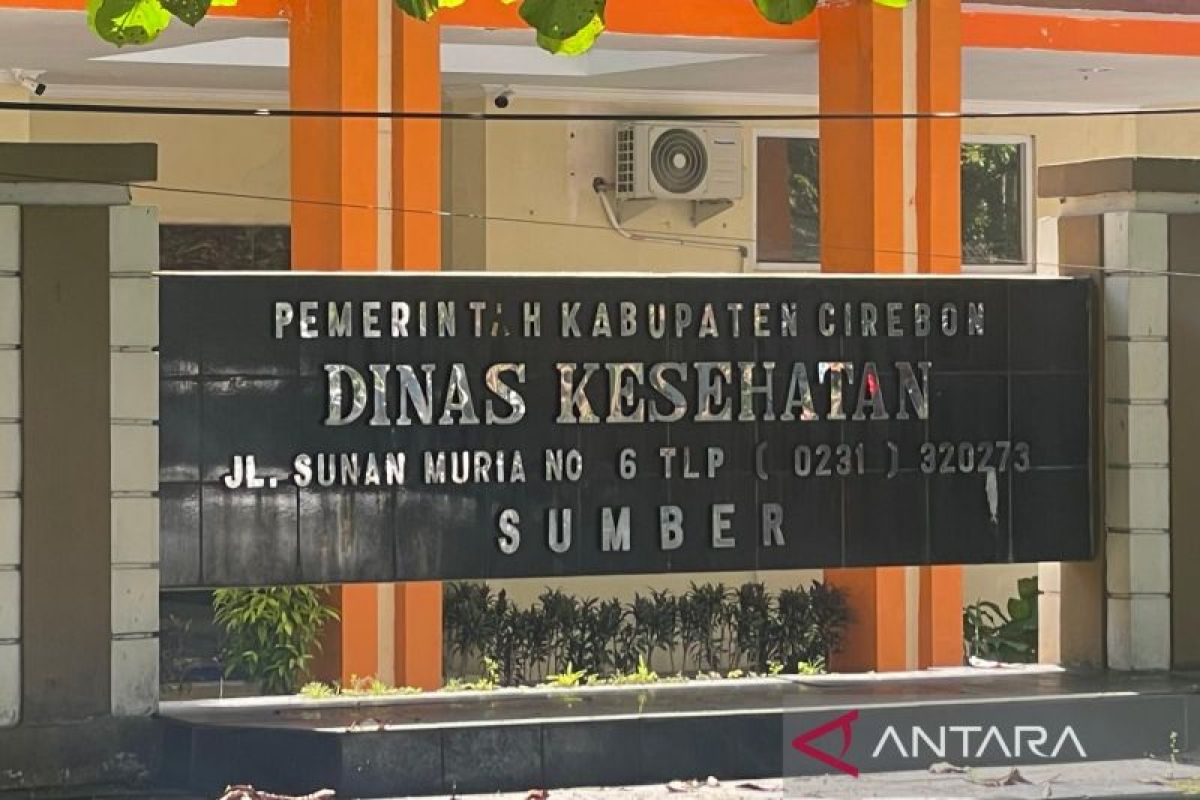 PEMERINTAH KABUPATEN CIREBON
DINAS KESEHATAN
JL. SUNAN MURIA NO 6 TLP ( 0231 ) 320273
SUMBER
ANTARA